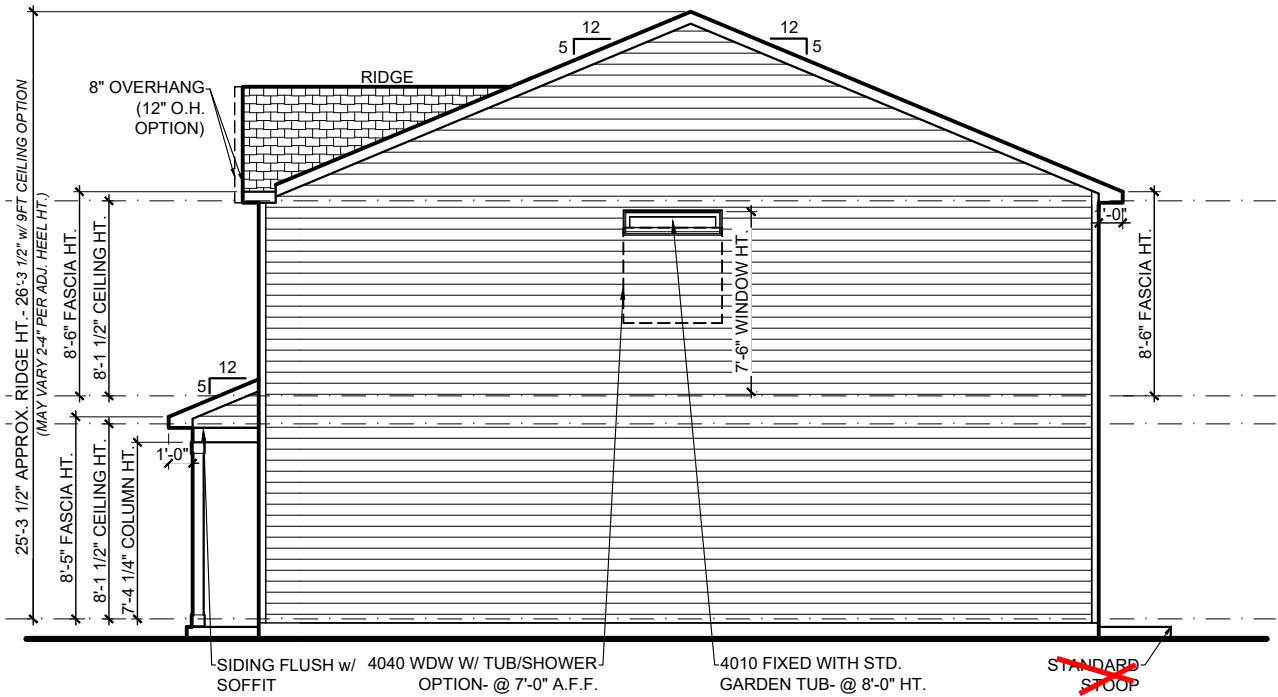 12
5
12
5
RIDGE
8" OVERHANG
(12" O.H.
OPTION)
25'-3 1/2" APPROX. RIDGE HT.- 26'-3 1/2" w/ 9FT CEILING OPTION
(MAY VARY 2-4" PER ADJ. HEEL HT.)
8'-6" FASCIA HT.
8'-1 1/2" CEILING HT.
7'-6" WINDOW HT.
1'-0"
8'-6" FASCIA HT.
12
5
1'-0"
8'-5" FASCIA HT.
8'-1 1/2" CEILING HT.
7'-4 1/4" COLUMN HT.
SIDING FLUSH w/
SOFFIT
4040 WDW W/ TUB/SHOWER
OPTION- @ 7'-0" A.F.F.
4010 FIXED WITH STD.
GARDEN TUB- @ 8'-0" HT.
STANDARD
STOOP